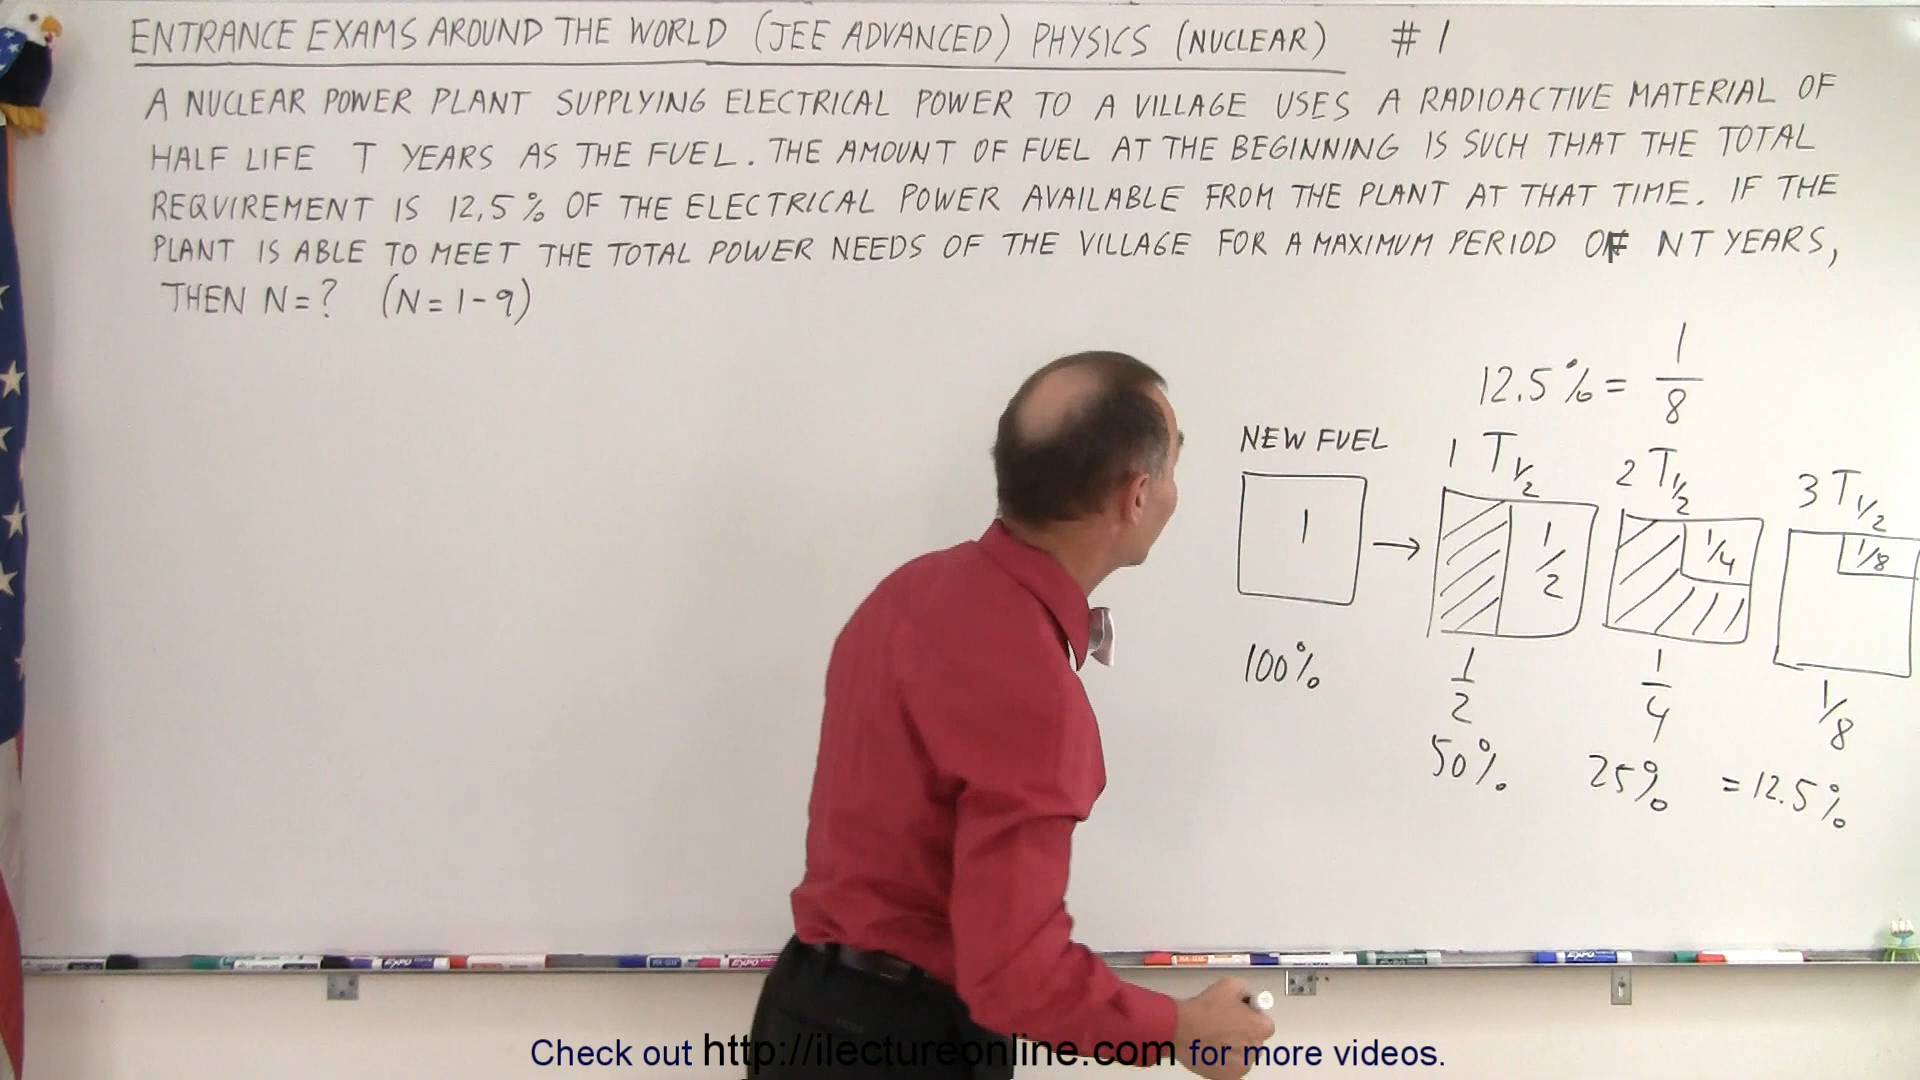 ENTRANCE EXAMS AROUND THE WORLD (JEE ADVANCED) PHYSICS (NUCLEAR) # 1
A NUCLEAR POWER PLANT SUPPLYING ELECTRICAL POWER TO A VILLAGE USES A RADIOACTIVE MATERIAL OF
HALF LIFE T YEARS AS THE FUEL. THE AMOUNT OF FUEL AT THE BEGINNING IS SUCH THAT THE TOTAL
REQUIREMENT IS 12,5% OF THE ELECTRICAL POWER AVAILABLE FROM THE PLANT AT THAT TIME. IF THE
PLANT IS ABLE TO MEET THE TOTAL POWER NEEDS OF THE VILLAGE FOR A MAXIMUM PERIOD OF NT YEARS,
THEN N=? (N=1-9)
12.5% = 1/8
NEW FUEL 1 T1/2 2 T1/2 3 T1/2
1 → 1/2 1/4 1/8
100% 1/2 1/4 1/8
50% 25% = 12.5%
EXPO EXPO EXPO
Check out http://ilectureonline.com for more videos.